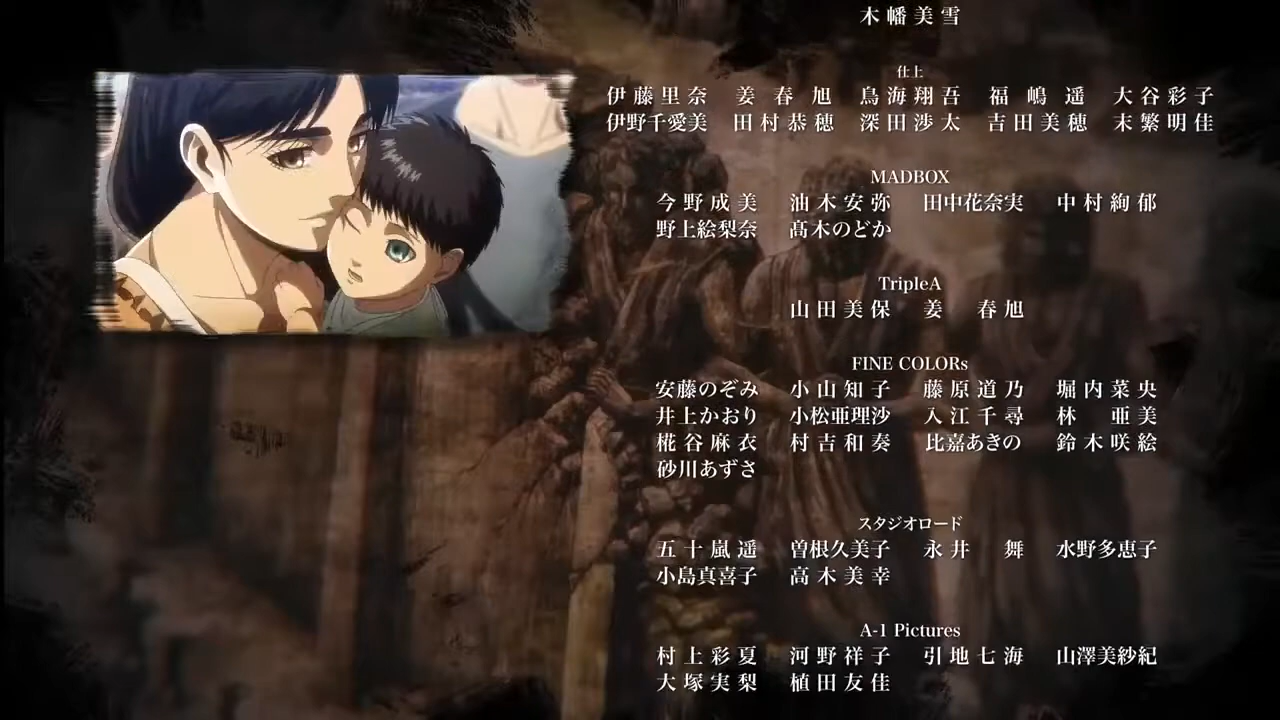 木幡美雪
仕上
伊藤里奈 姜春旭 鳥海翔吾 福嶋遥 大谷彩子
伊野千愛美 田村恭穂 深田渉太 吉田美穂 末繁明佳
MADBOX
今野成美 油木安弥 田中花奈実 中村絢郁
野上絵梨奈 髙木のどか
TripleA
山田美保 姜春旭
FINE COLORs
安藤のぞみ 小山知子 藤原道乃 堀内菜央
井上かおり 小松亜理沙 入江千尋 林亜美
椛谷麻衣 村吉和奏 比嘉あきの 鈴木咲絵
砂川あずさ
スタジオロード
五十嵐遥 曽根久美子 永井舞 水野多恵子
小島真喜子 高木美幸
A-1 Pictures
村上彩夏 河野祥子 引地七海 山澤美紗紀
大塚実梨 植田友佳